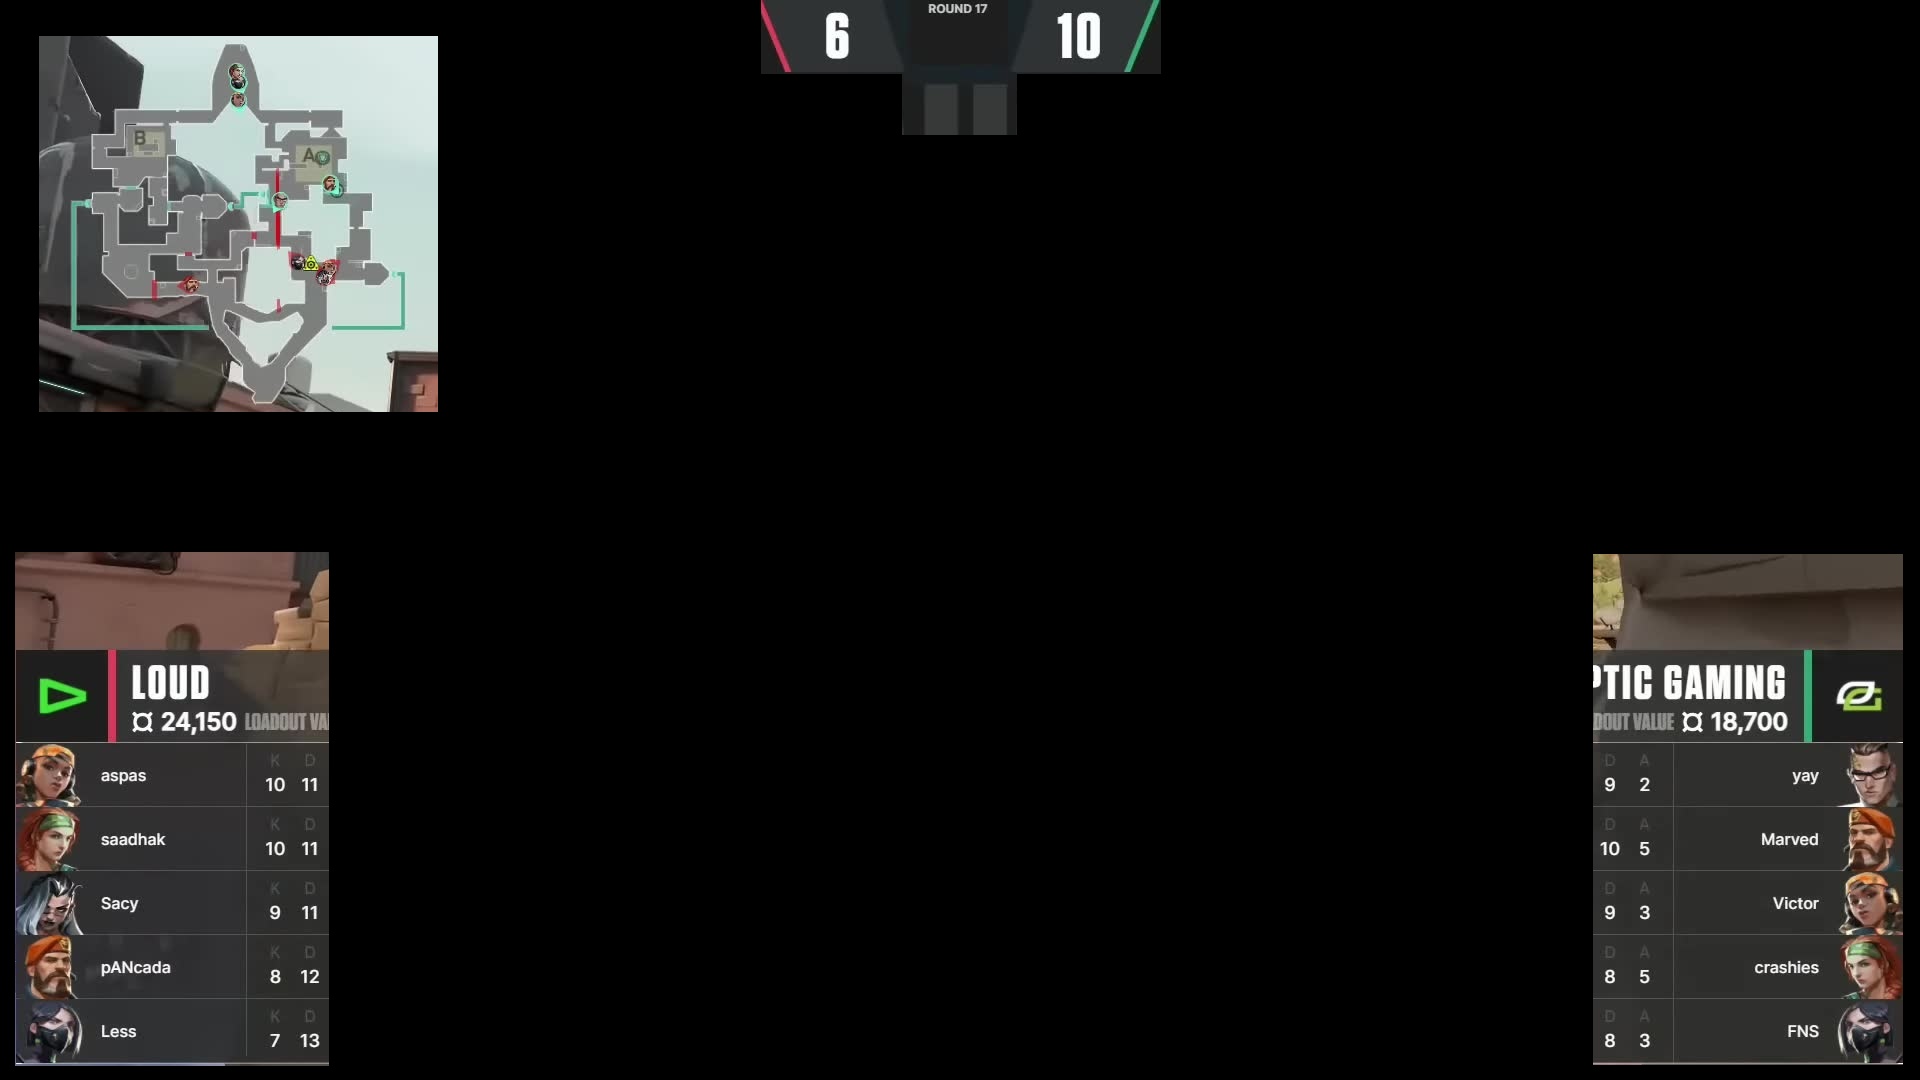 6
ROUND 17
10
B
A
LOUD
24,150 LOADOUT VA
K D
aspas 10 11
K D
saadhak 10 11
K D
Sacy 9 11
K D
pANcada 8 12
K D
Less 7 13
PTIC GAMING
DOUT VALUE 18,700
D A
9 2 yay
D A
10 5 Marved
D A
9 3 Victor
D A
8 5 crashies
D A
8 3 FNS